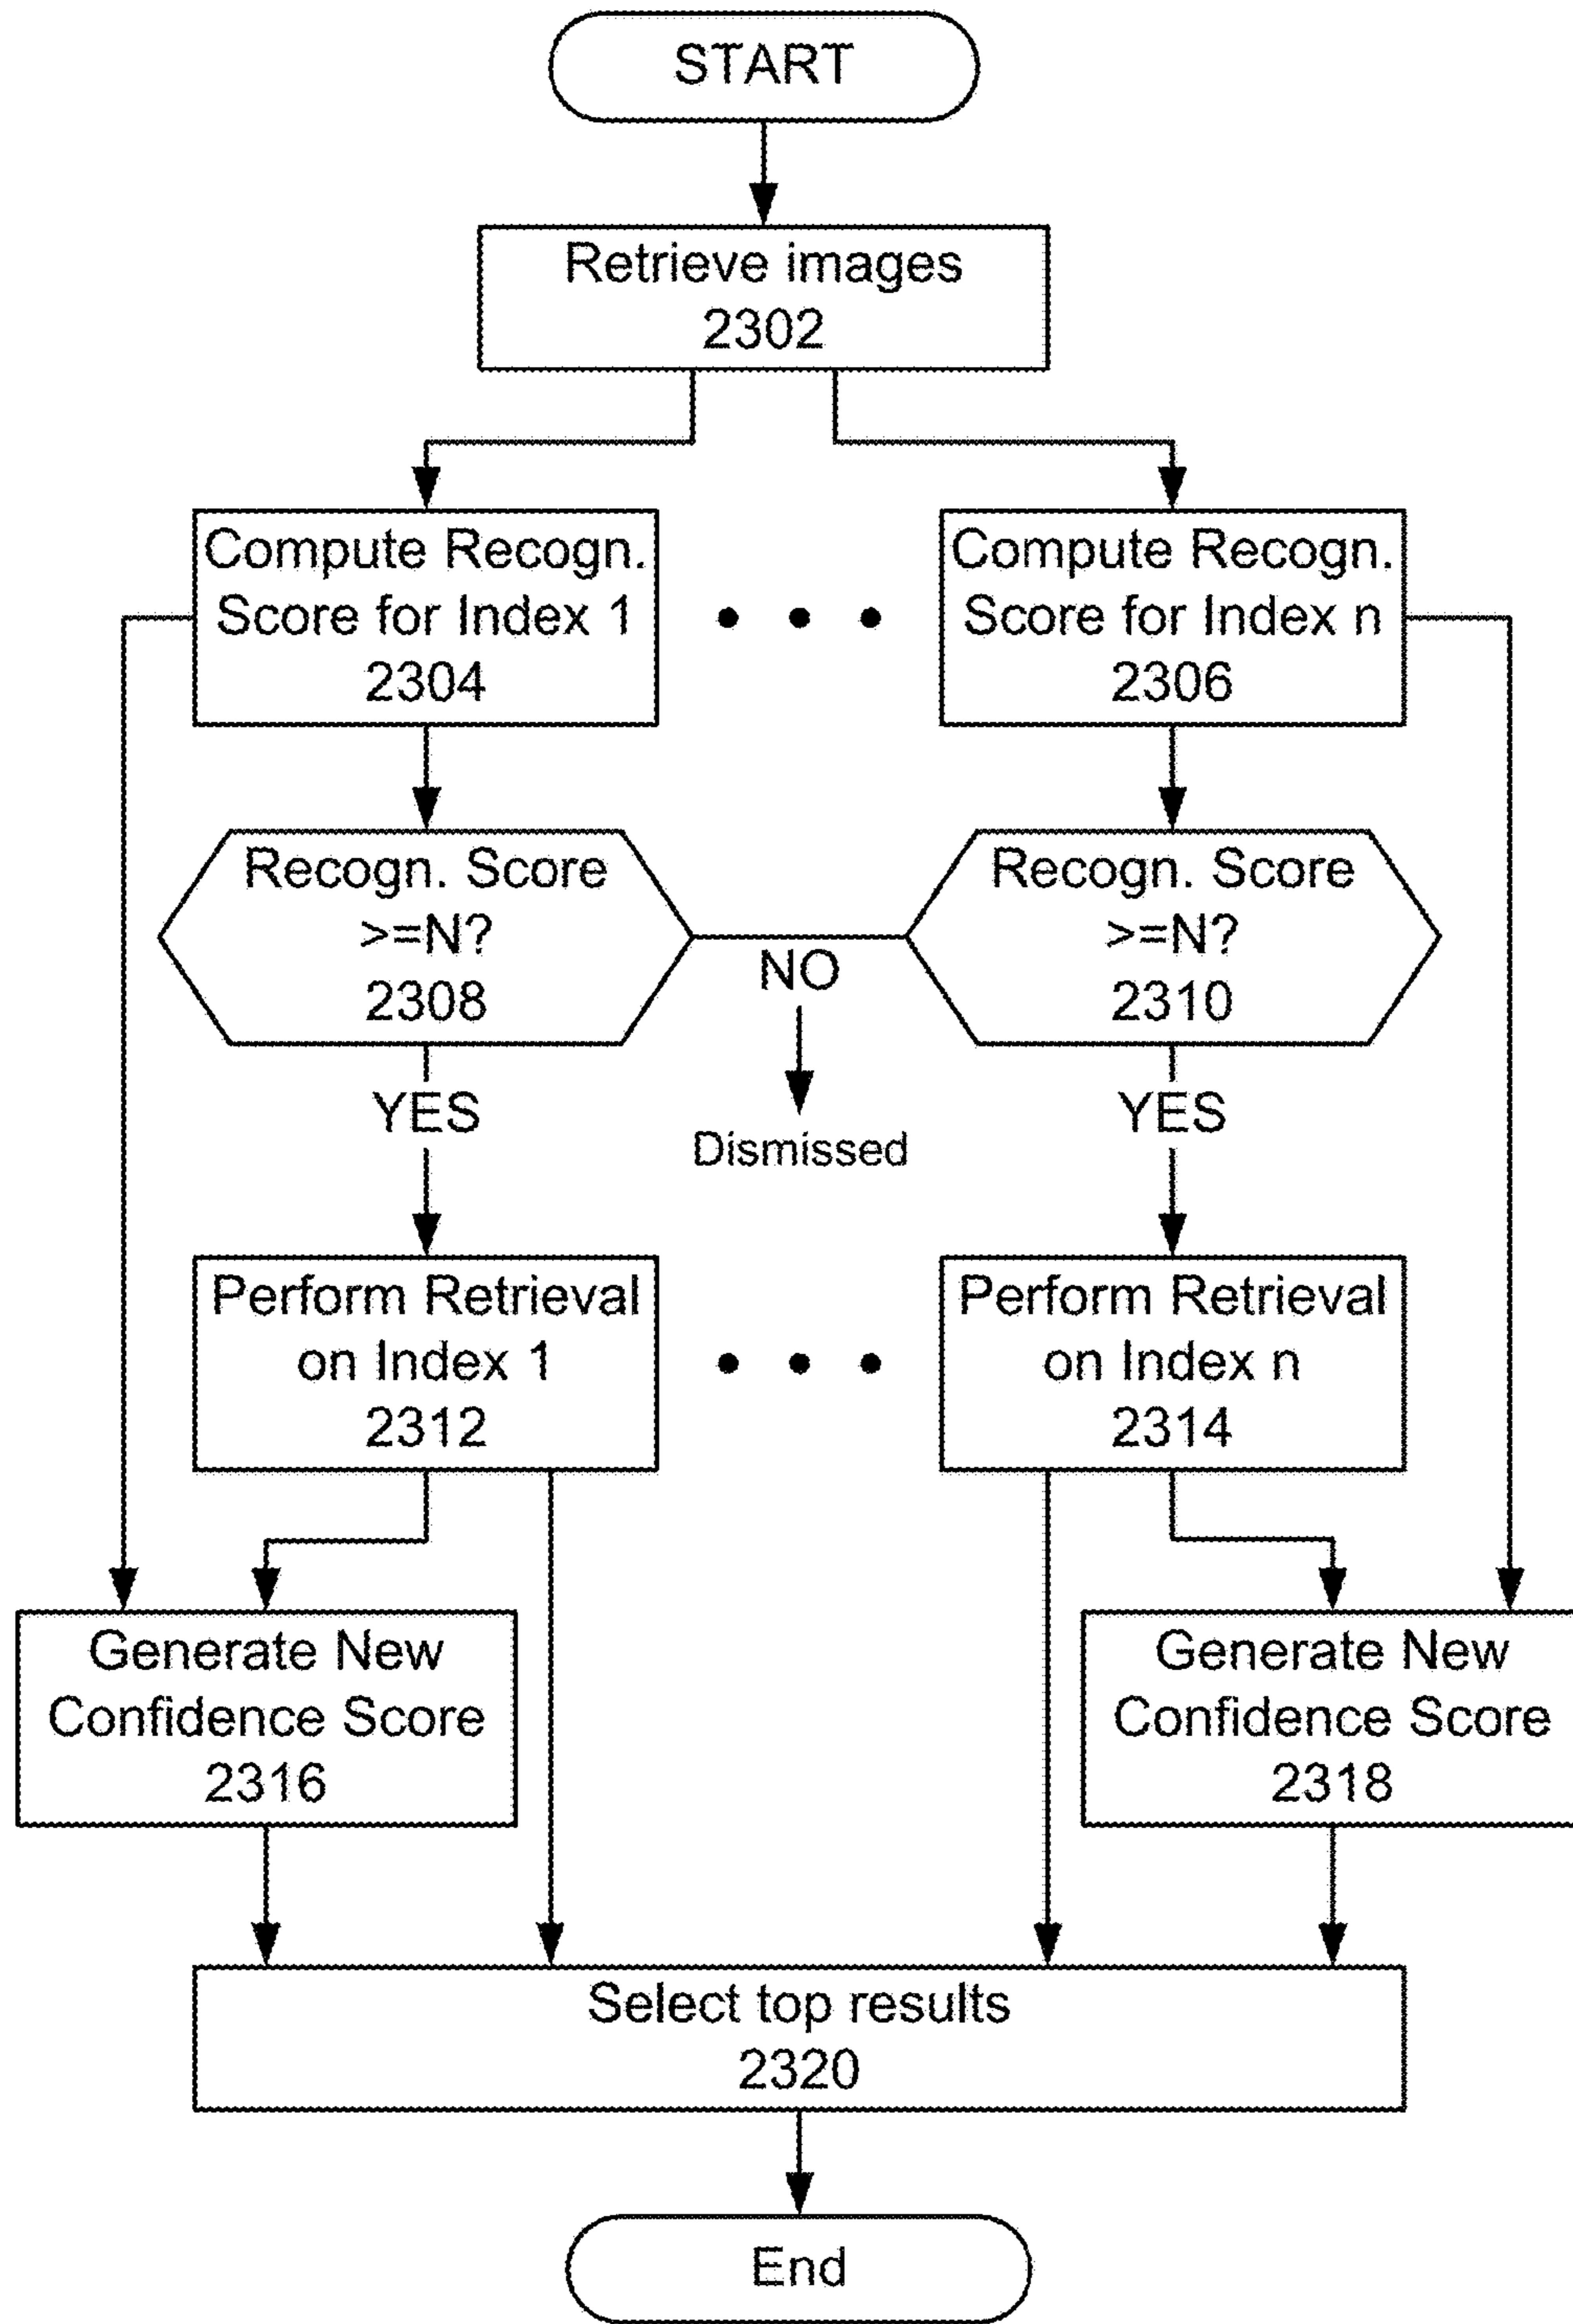 START
Retrieve images
2302
Compute Recogn.
Score for Index 1
2304
Compute Recogn.
Score for Index n
2306
Recogn. Score
>=N?
2308
NO
Dismissed
Recogn. Score
>=N?
2310
YES
YES
Perform Retrieval
on Index 1
2312
Perform Retrieval
on Index n
2314
Generate New
Confidence Score
2316
Generate New
Confidence Score
2318
Select top results
2320
End